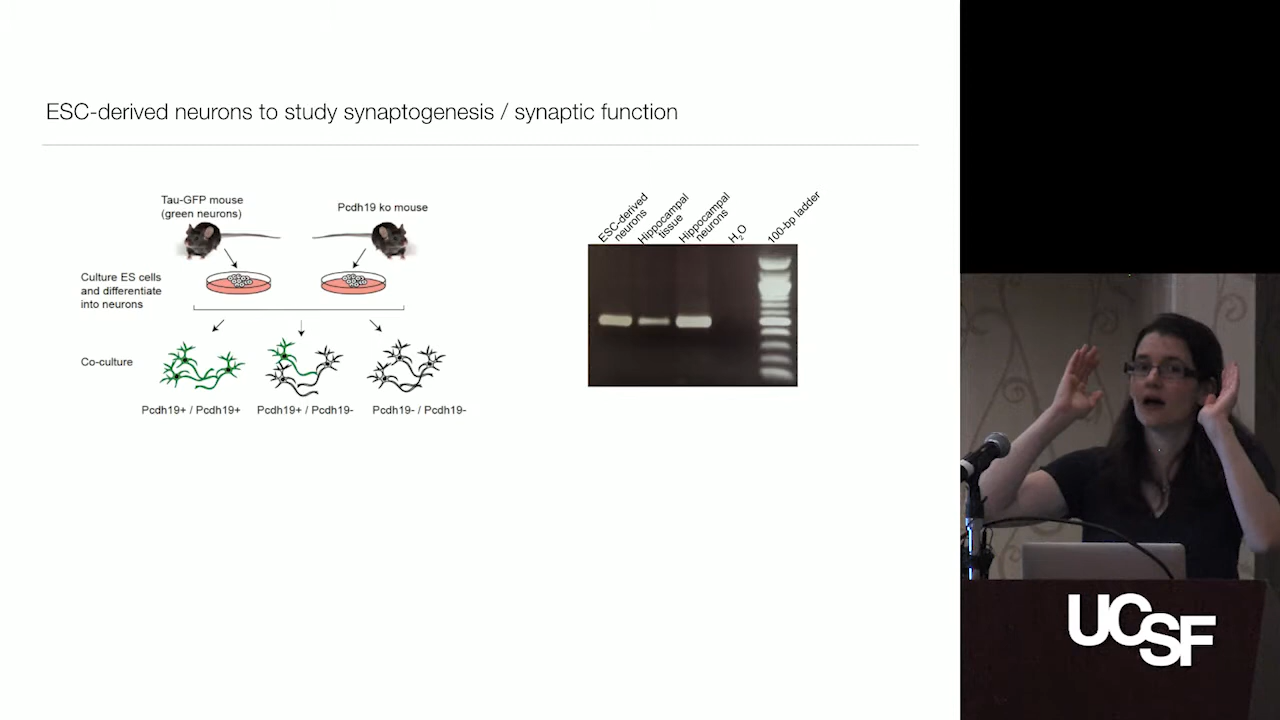 ESC-derived neurons to study synaptogenesis / synaptic function
Tau-GFP mouse
(green neurons)
Pcdh19 ko mouse
Culture ES cells
and differentiate
into neurons
Co-culture
Pcdh19+ / Pcdh19+
Pcdh19+ / Pcdh19-
Pcdh19- / Pcdh19-
ESC-derived
neurons
Hippocampal
tissue
Hippocampal
neurons
H₂O
100-bp ladder
UCSF